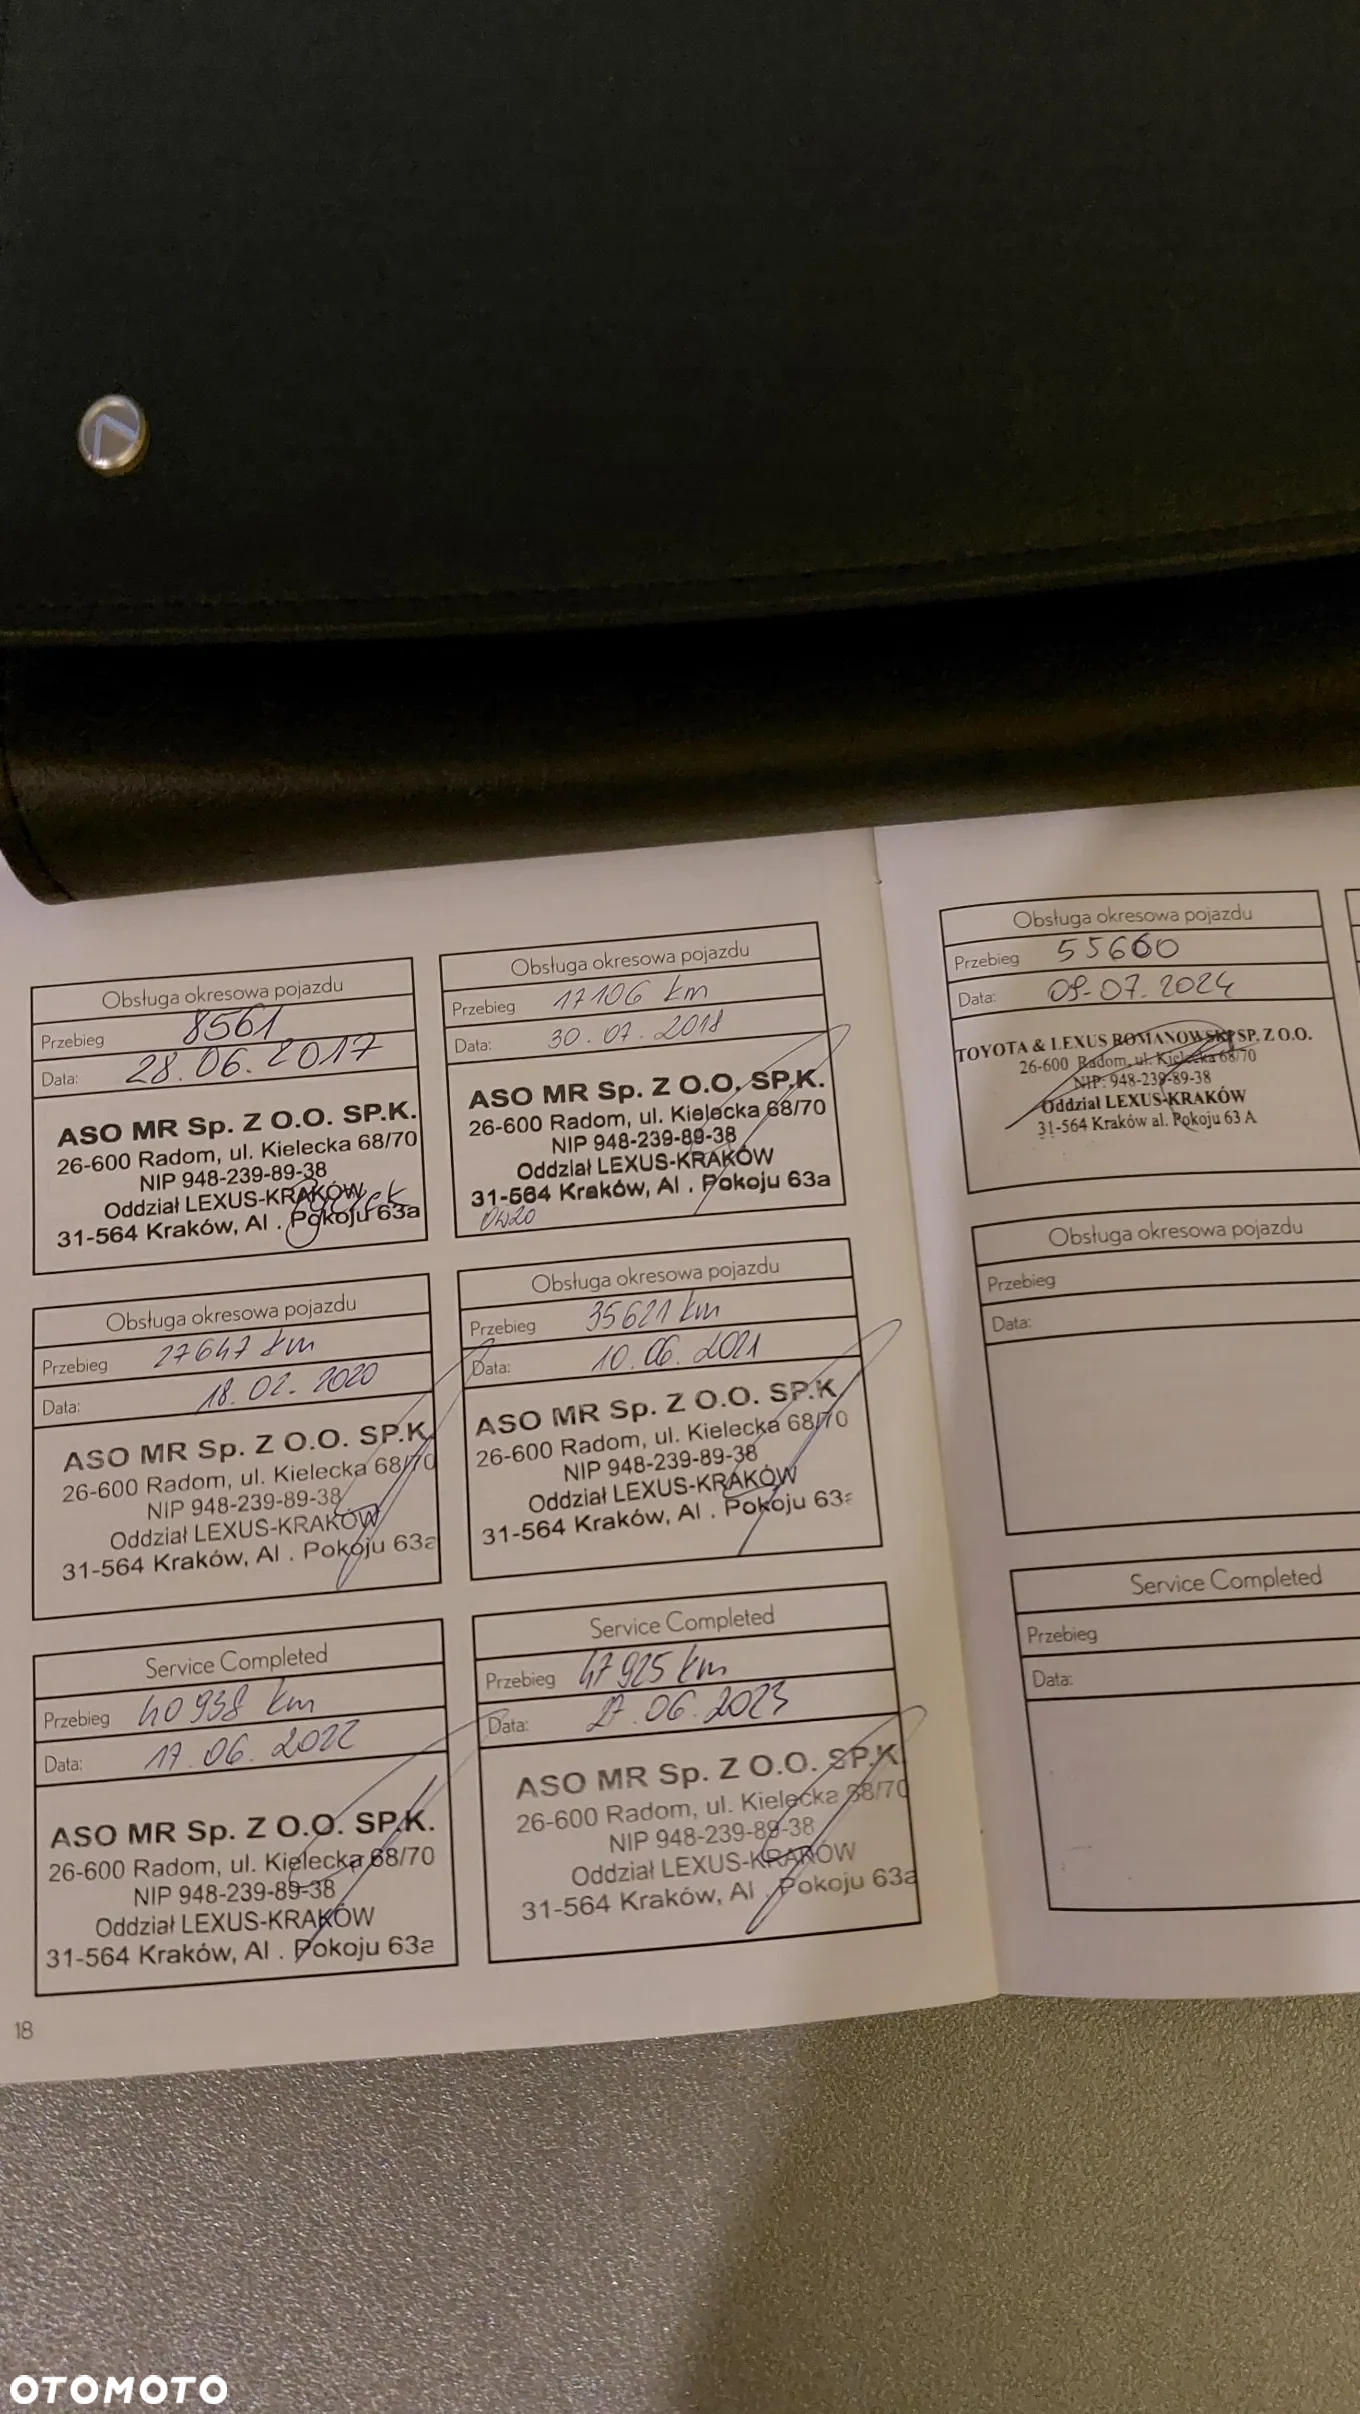 Obsługa okresowa pojazdu
Przebieg 8561
Data: 28.06.2017
ASO MR Sp. Z O.O. SP.K.
26-600 Radom, ul. Kielecka 68/70
NIP 948-239-89-38
Oddział LEXUS-KRAKÓW
31-564 Kraków, Al . Pokoju 63a
Obsługa okresowa pojazdu
Przebieg 17106 km
Data: 30.07.2018
ASO MR Sp. Z O.O. SP.K.
26-600 Radom, ul. Kielecka 68/70
NIP 948-239-89-38
Oddział LEXUS-KRAKÓW
31-564 Kraków, Al . Pokoju 63a
0W20
Obsługa okresowa pojazdu
Przebieg 27647 km
Data: 18.02.2020
ASO MR Sp. Z O.O. SP.K.
26-600 Radom, ul. Kielecka 68/70
NIP 948-239-89-38
Oddział LEXUS-KRAKÓW
31-564 Kraków, Al . Pokoju 63a
Obsługa okresowa pojazdu
Przebieg 35621 km
Data: 10.06.2021
ASO MR Sp. Z O.O. SP.K.
26-600 Radom, ul. Kielecka 68/70
NIP 948-239-89-38
Oddział LEXUS-KRAKÓW
31-564 Kraków, Al . Pokoju 63a
Service Completed
Przebieg 40938 km
Data: 17.06.2022
ASO MR Sp. Z O.O. SP.K.
26-600 Radom, ul. Kielecka 68/70
NIP 948-239-89-38
Oddział LEXUS-KRAKÓW
31-564 Kraków, Al . Pokoju 63a
Service Completed
Przebieg 47925 km
Data: 27.06.2023
ASO MR Sp. Z O.O. SP.K.
26-600 Radom, ul. Kielecka 68/70
NIP 948-239-89-38
Oddział LEXUS-KRAKÓW
31-564 Kraków, Al . Pokoju 63a
18
Obsługa okresowa pojazdu
Przebieg 55600
Data: 09.07.2024
TOYOTA & LEXUS ROMANOWSKI SP. Z O.O.
26-600 Radom, ul. Kielecka 68/70
NIP: 948-239-89-38
Oddział LEXUS-KRAKÓW
31-564 Kraków al. Pokoju 63 A
Obsługa okresowa pojazdu
Przebieg
Data:
Service Completed
Przebieg
Data:
OTOMOTO